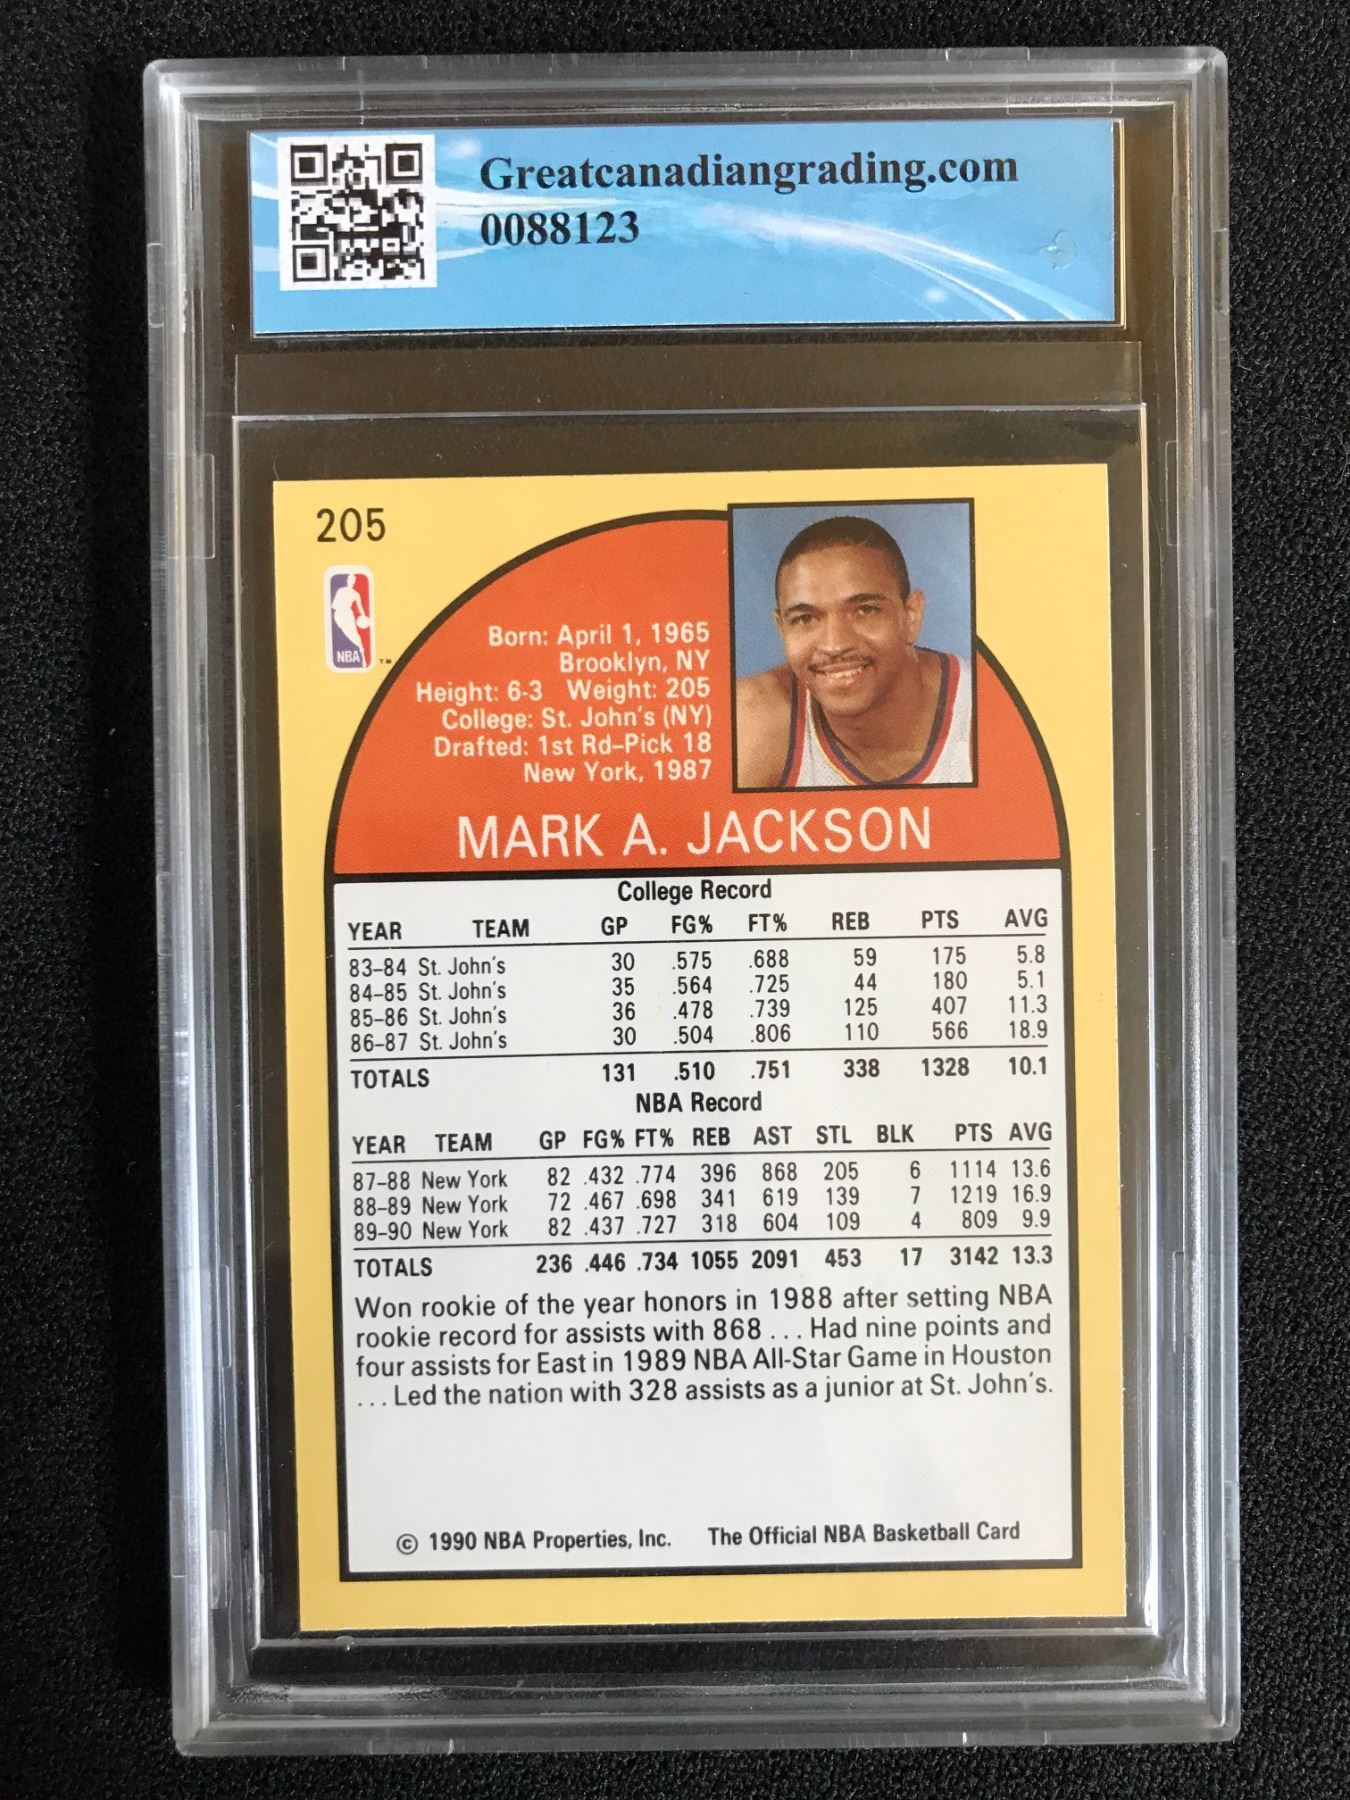 Greatcanadiangrading.com
0088123
205
NBA ™
Born: April 1, 1965
Brooklyn, NY
Height: 6-3 Weight: 205
College: St. John's (NY)
Drafted: 1st Rd-Pick 18
New York, 1987
MARK A. JACKSON
College Record
YEAR TEAM GP FG% FT% REB PTS AVG
83-84 St. John's 30 .575 .688 59 175 5.8
84-85 St. John's 35 .564 .725 44 180 5.1
85-86 St. John's 36 .478 .739 125 407 11.3
86-87 St. John's 30 .504 .806 110 566 18.9
TOTALS 131 .510 .751 338 1328 10.1
NBA Record
YEAR TEAM GP FG% FT% REB AST STL BLK PTS AVG
87-88 New York 82 .432 .774 396 868 205 6 1114 13.6
88-89 New York 72 .467 .698 341 619 139 7 1219 16.9
89-90 New York 82 .437 .727 318 604 109 4 809 9.9
TOTALS 236 .446 .734 1055 2091 453 17 3142 13.3
Won rookie of the year honors in 1988 after setting NBA
rookie record for assists with 868 ... Had nine points and
four assists for East in 1989 NBA All-Star Game in Houston
... Led the nation with 328 assists as a junior at St. John's.
© 1990 NBA Properties, Inc. The Official NBA Basketball Card